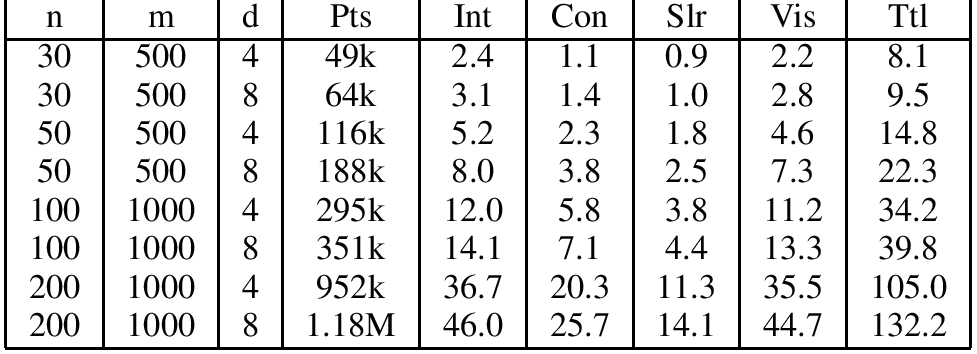 n m d Pts Int Con Slr Vis Ttl
30 500 4 49k 2.4 1.1 0.9 2.2 8.1
30 500 8 64k 3.1 1.4 1.0 2.8 9.5
50 500 4 116k 5.2 2.3 1.8 4.6 14.8
50 500 8 188k 8.0 3.8 2.5 7.3 22.3
100 1000 4 295k 12.0 5.8 3.8 11.2 34.2
100 1000 8 351k 14.1 7.1 4.4 13.3 39.8
200 1000 4 952k 36.7 20.3 11.3 35.5 105.0
200 1000 8 1.18M 46.0 25.7 14.1 44.7 132.2